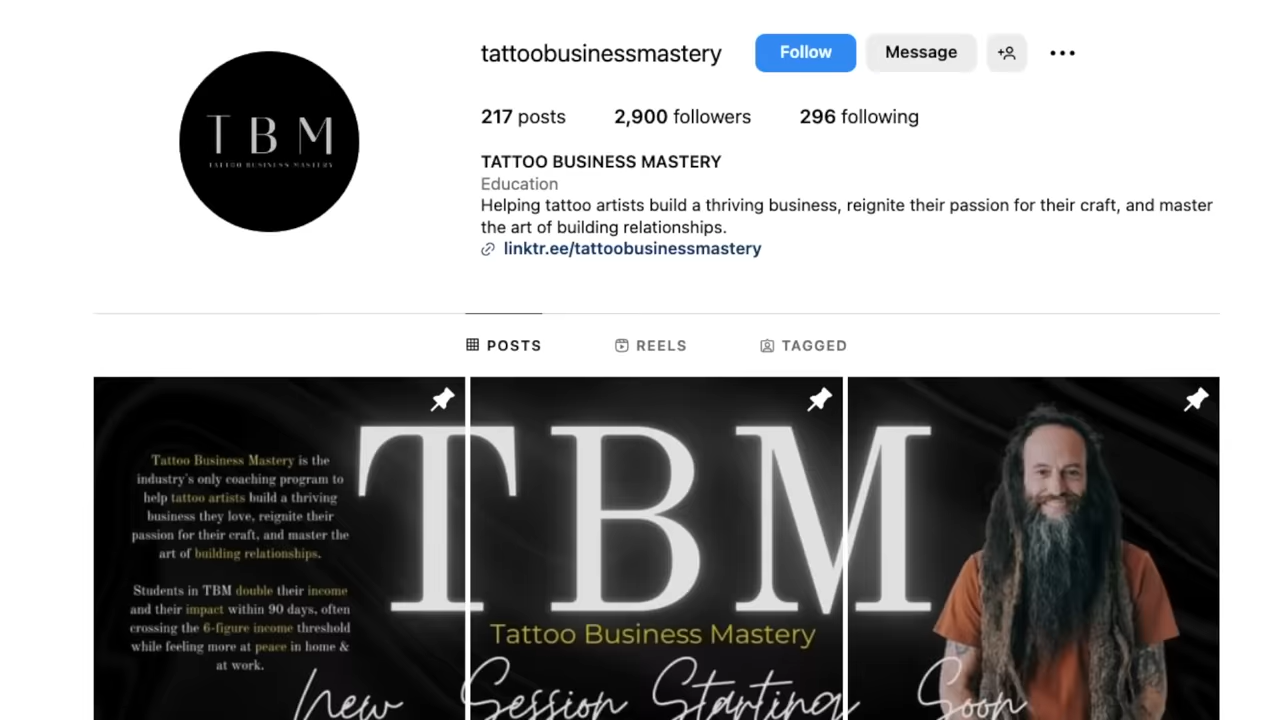 T B M
TATTOO BUSINESS MASTERY
tattoobusinessmastery
Follow
Message
217 posts
2,900 followers
296 following
TATTOO BUSINESS MASTERY
Education
Helping tattoo artists build a thriving business, reignite their passion for their craft, and master
the art of building relationships.
linktr.ee/tattoobusinessmastery
POSTS
REELS
TAGGED
Tattoo Business Mastery is the
industry's only coaching program to
help tattoo artists build a thriving
business they love, reignite their
passion for their craft, and master the
art of building relationships.
Students in TBM double their income
and their impact within 90 days, often
crossing the 6-figure income threshold
while feeling more at peace in home &
at work.
TBM
Tattoo Business Mastery
New Session Starting Soon